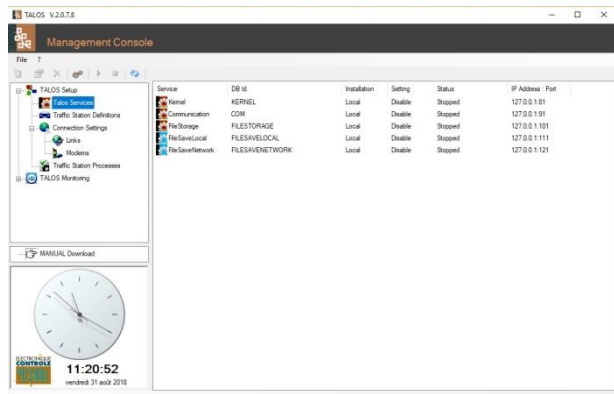 TALOS V.2.0.7.8
Management Console
File ?
TALOS Setup
Talos Services
Traffic Station Definitions
Connection Settings
Links
Modems
Traffic Station Processes
TALOS Monitoring
MANUAL Download
ELECTRONIQUE
CONTROLE
11:20:52
vendredi 31 août 2018
Service DB Id. Installation Setting Status IP Address : Port
Kernel KERNEL Local Disable Stopped 127.0.0.1:81
Communication COM Local Disable Stopped 127.0.0.1:91
FileStorage FILESTORAGE Local Disable Stopped 127.0.0.1:101
FileSaveLocal FILESAVELOCAL Local Disable Stopped 127.0.0.1:111
FileSaveNetwork FILESAVENETWORK Local Disable Stopped 127.0.0.1:121